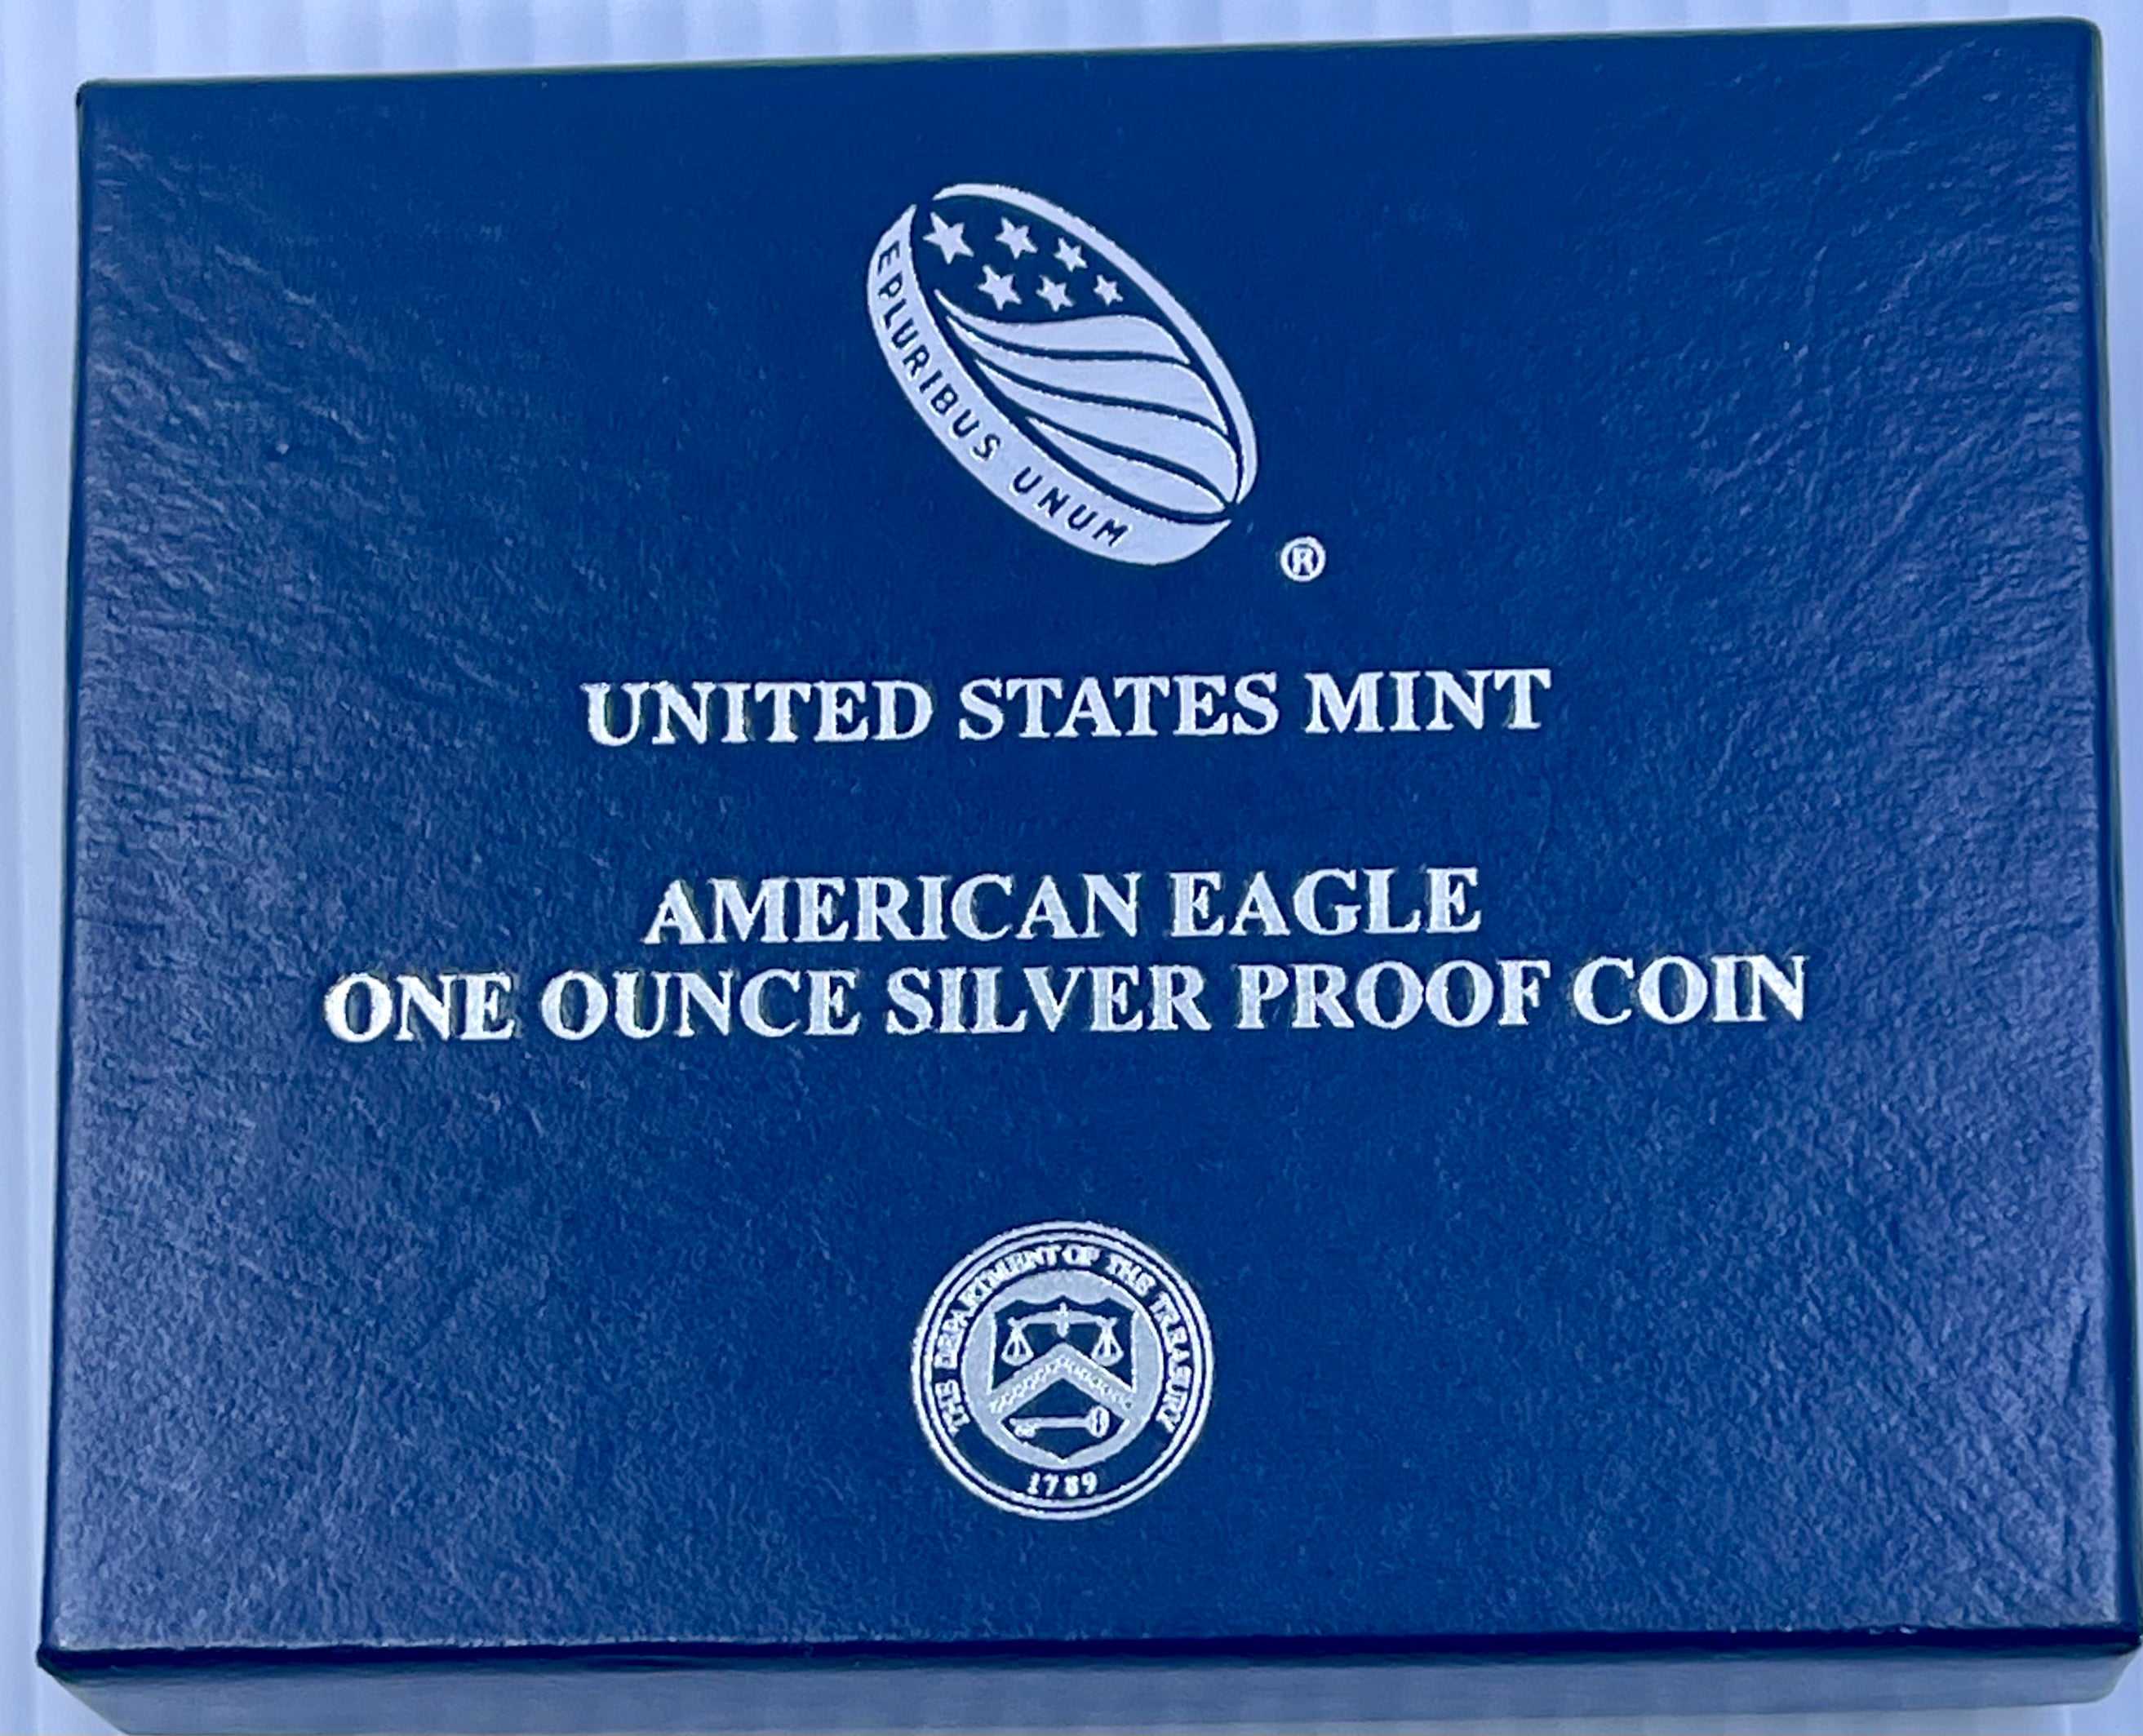 E PLURIBUS UNUM
®
UNITED STATES MINT
AMERICAN EAGLE
ONE OUNCE SILVER PROOF COIN
THE DEPARTMENT OF THE TREASURY
1789